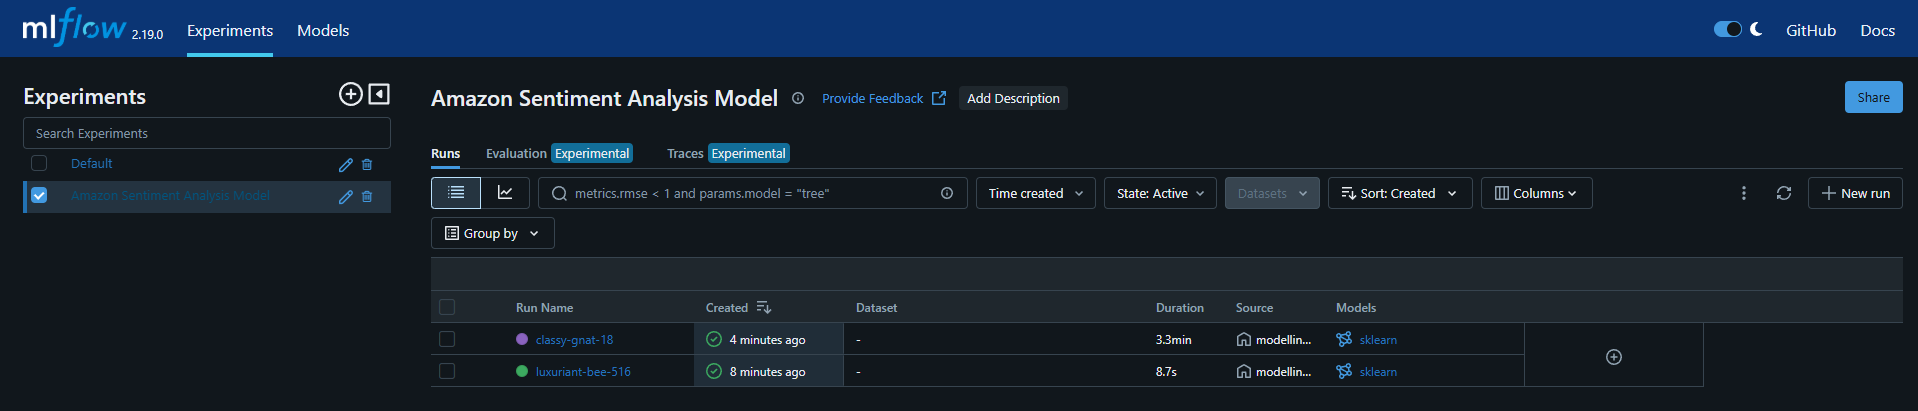 mlflow 2.19.0 Experiments Models GitHub Docs
Experiments
Search Experiments
Default
Amazon Sentiment Analysis Model
Amazon Sentiment Analysis Model Provide Feedback Add Description Share
Runs Evaluation Experimental Traces Experimental
metrics.rmse < 1 and params.model = "tree" Time created State: Active Datasets Sort: Created Columns New run
Group by
Run Name Created Dataset Duration Source Models
classy-gnat-18 4 minutes ago - 3.3min modellin... sklearn
luxuriant-bee-516 8 minutes ago - 8.7s modellin... sklearn